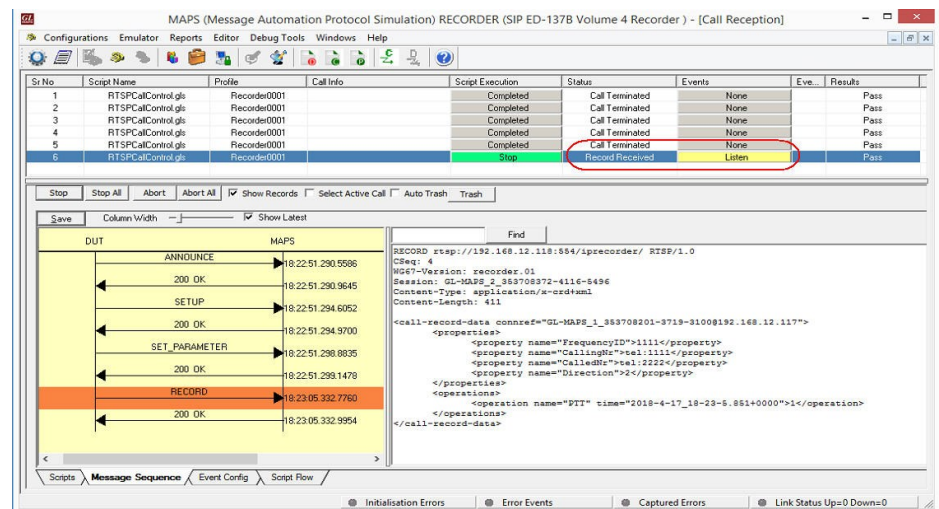 GL
MAPS (Message Automation Protocol Simulation) RECORDER (SIP ED-137B Volume 4 Recorder ) - [Call Reception]
Configurations Emulator Reports Editor Debug Tools Windows Help
Sr No Script Name Profile Call Info Script Execution Status Events Eve... Results
1 RTSPCallControl.gls Recorder0001 Completed Call Terminated None Pass
2 RTSPCallControl.gls Recorder0001 Completed Call Terminated None Pass
3 RTSPCallControl.gls Recorder0001 Completed Call Terminated None Pass
4 RTSPCallControl.gls Recorder0001 Completed Call Terminated None Pass
5 RTSPCallControl.gls Recorder0001 Completed Call Terminated None Pass
6 RTSPCallControl.gls Recorder0001 Stop Record Received Listen Pass
Stop Stop All Abort Abort All Show Records Select Active Call Auto Trash Trash
Save Column Width Show Latest
Find
DUT MAPS
ANNOUNCE 18:22:51.290.5586
200 OK 18:22:51.290.9645
SETUP 18:22:51.294.6052
200 OK 18:22:51.294.9700
SET_PARAMETER 18:22:51.298.8835
200 OK 18:22:51.299.1478
RECORD 18:23:05.332.7760
200 OK 18:23:05.332.9954
RECORD rtsp://192.168.12.118:554/iprecorder/ RTSP/1.0
CSeq: 4
WG67-Version: recorder.01
Session: GL-MAPS_2_353708372-4116-5496
Content-Type: application/x-crd+xml
Content-Length: 411
<call-record-data connref="GL-MAPS_1_353708201-3719-3100@192.168.12.117">
<properties>
<property name="FrequencyID">1111</property>
<property name="CallingNr">tel:1111</property>
<property name="CalledNr">tel:2222</property>
<property name="Direction">2</property>
</properties>
<operations>
<operation name="PTT" time="2018-4-17_18-23-5.851+0000">1</operation>
</operations>
</call-record-data>
Scripts Message Sequence Event Config Script Flow
Initialisation Errors Error Events Captured Errors Link Status Up=0 Down=0